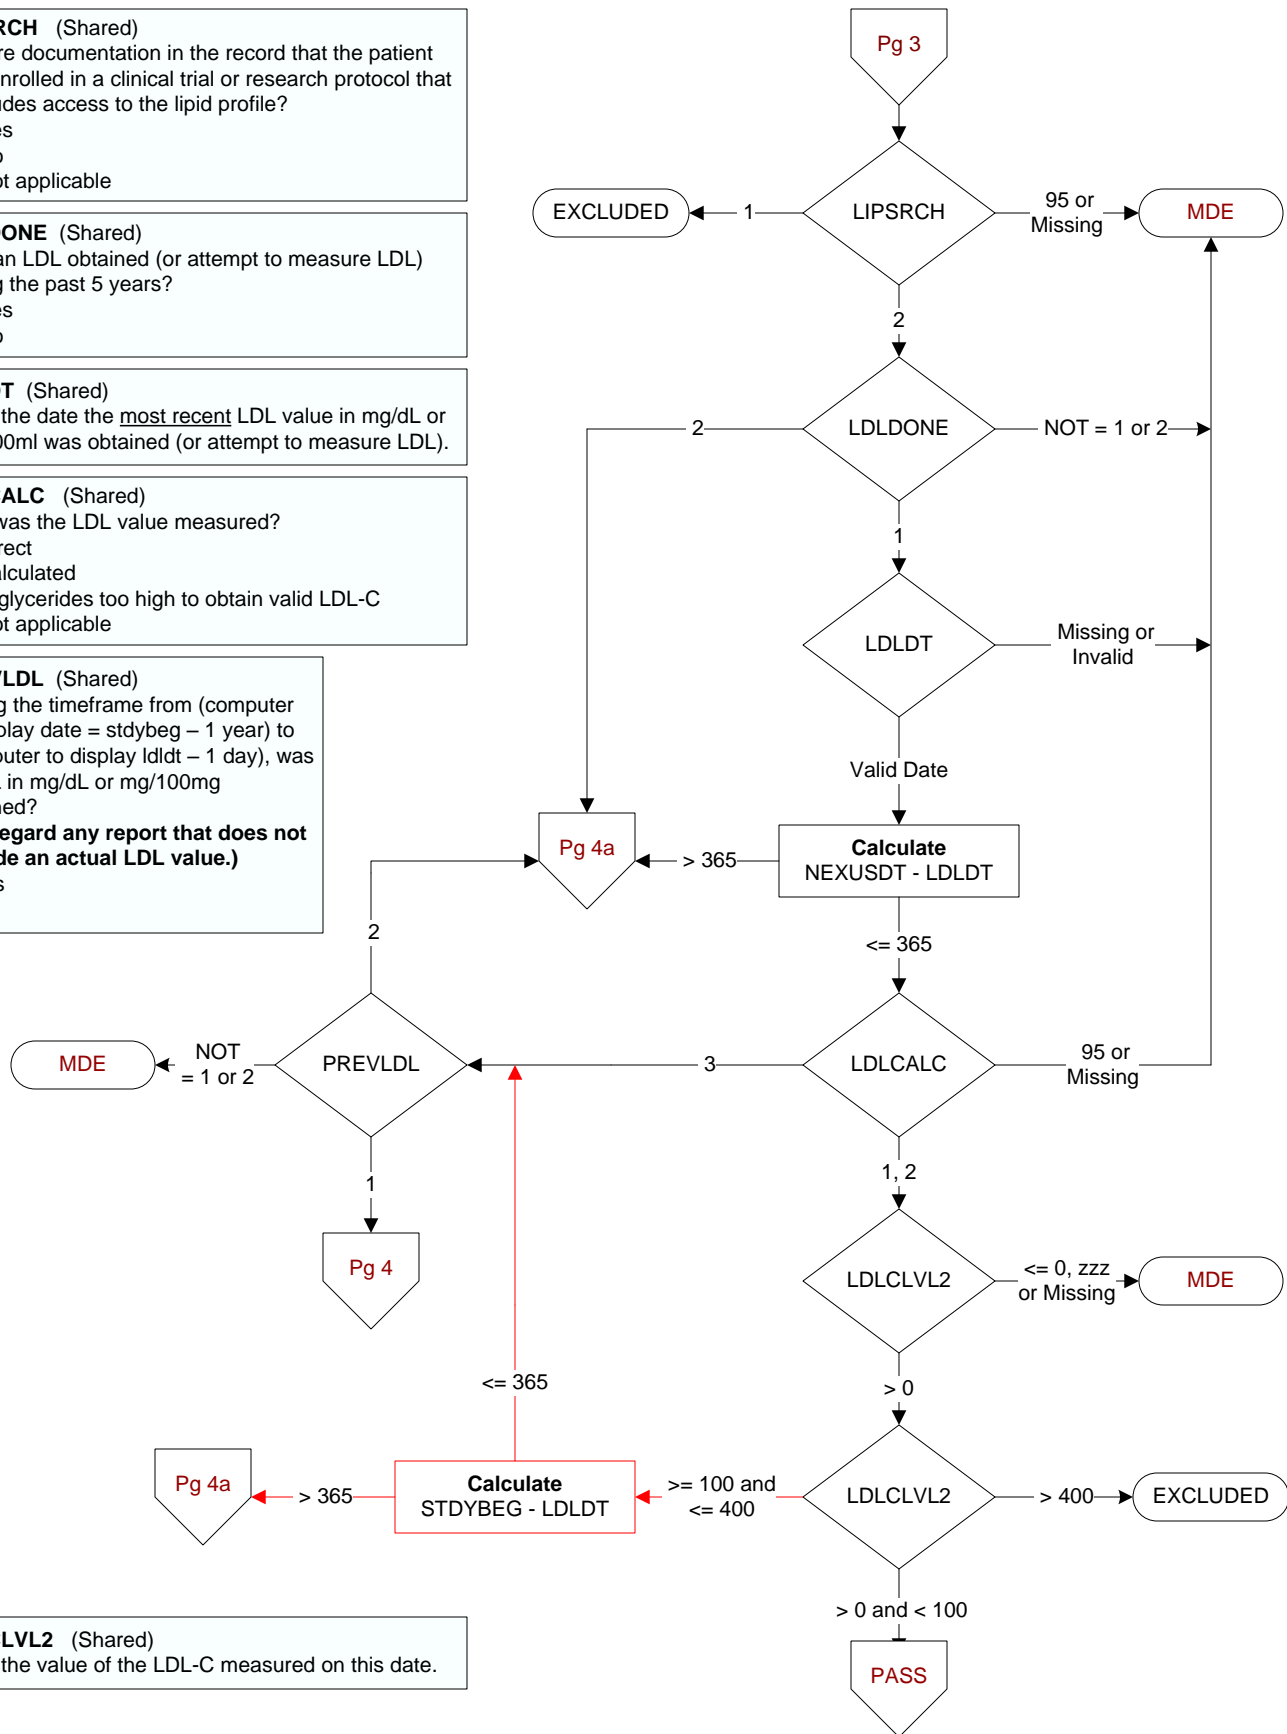 RCH (Shared)
re documentation in the record that the patient
nrolled in a clinical trial or research protocol that
udes access to the lipid profile?
es
o
ot applicable
ONE (Shared)
an LDL obtained (or attempt to measure LDL)
g the past 5 years?
es
o
T (Shared)
the date the most recent LDL value in mg/dL or
00ml was obtained (or attempt to measure LDL).
ALC (Shared)
was the LDL value measured?
rect
alculated
glycerides too high to obtain valid LDL-C
ot applicable
LDL (Shared)
g the timeframe from (computer
play date = stdybeg – 1 year) to
outer to display ldldt – 1 day), was
in mg/dL or mg/100mg
ned?
egard any report that does not
de an actual LDL value.)
s
LVL2 (Shared)
the value of the LDL-C measured on this date.
Pg 3
EXCLUDED
1
LIPSRCH
95 or
Missing
MDE
2
2
LDLDONE
NOT = 1 or 2
1
LDLDT
Missing or
Invalid
Valid Date
Pg 4a
> 365
Calculate
NEXUSDT - LDLDT
2
<= 365
MDE
NOT
= 1 or 2
PREVLDL
3
LDLCALC
95 or
Missing
1
1, 2
Pg 4
LDLCLVL2
<= 0, zzz
or Missing
MDE
<= 365
> 0
Pg 4a
> 365
Calculate
STDYBEG - LDLDT
>= 100 and
<= 400
LDLCLVL2
> 400
EXCLUDED
> 0 and < 100
PASS